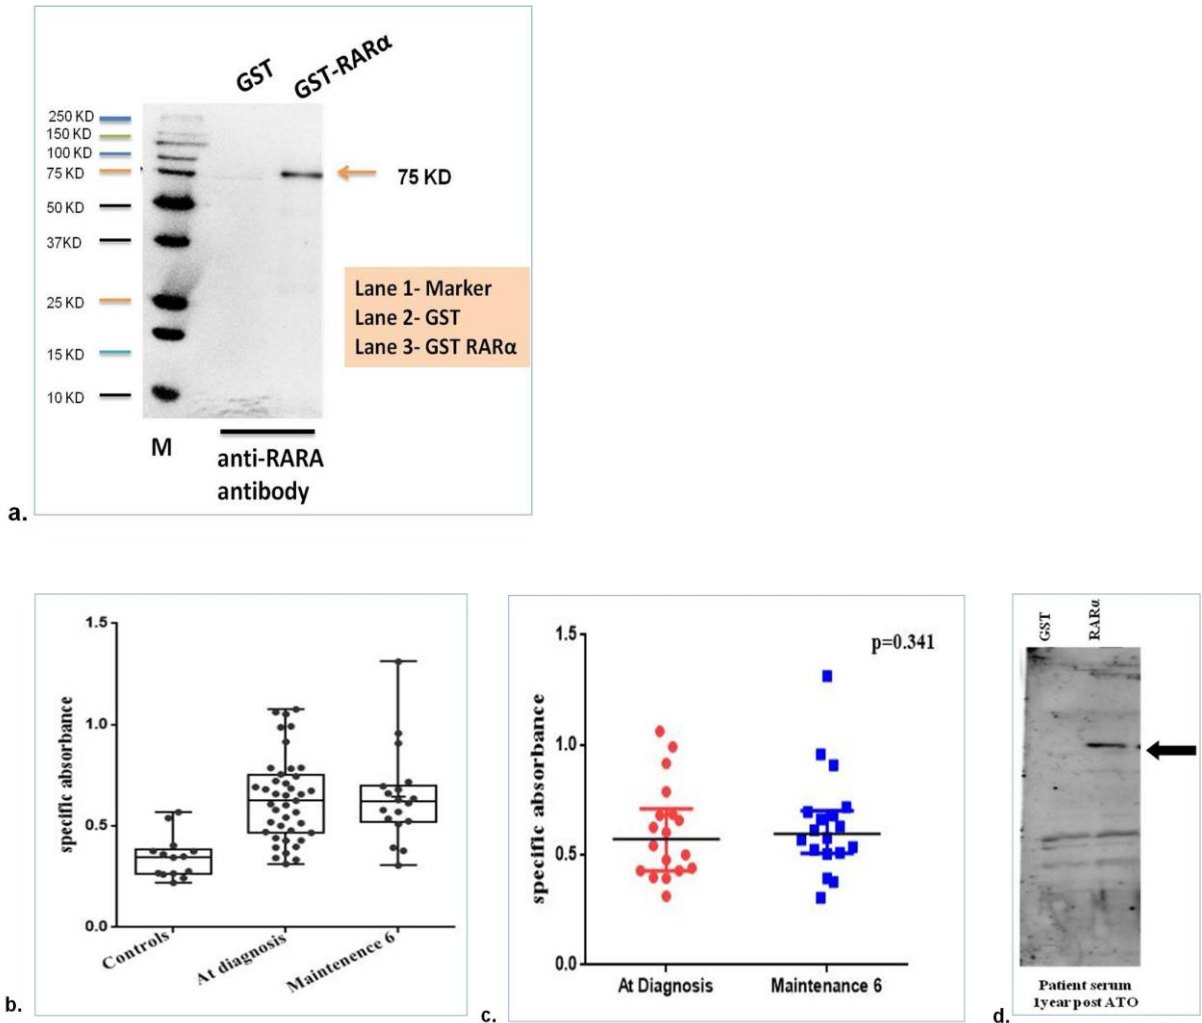 GST
GST-RARα
250 KD
150 KD
100 KD
75 KD
50 KD
37KD
25 KD
15 KD
10 KD
75 KD
Lane 1- Marker
Lane 2- GST
Lane 3- GST RARα
M
anti-RARA
antibody
a.
1.5
1.0
0.5
0.0
specific absorbance
Controls
At diagnosis
Maintenence 6
b.
p=0.341
1.5
1.0
0.5
0.0
specific absorbance
At Diagnosis
Maintenance 6
c.
GST
RARα
Patient serum
1year post ATO
d.